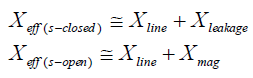 X_eff (s-closed) ≅ X_line + X_leakage
X_eff (s-open) ≅ X_line + X_mag